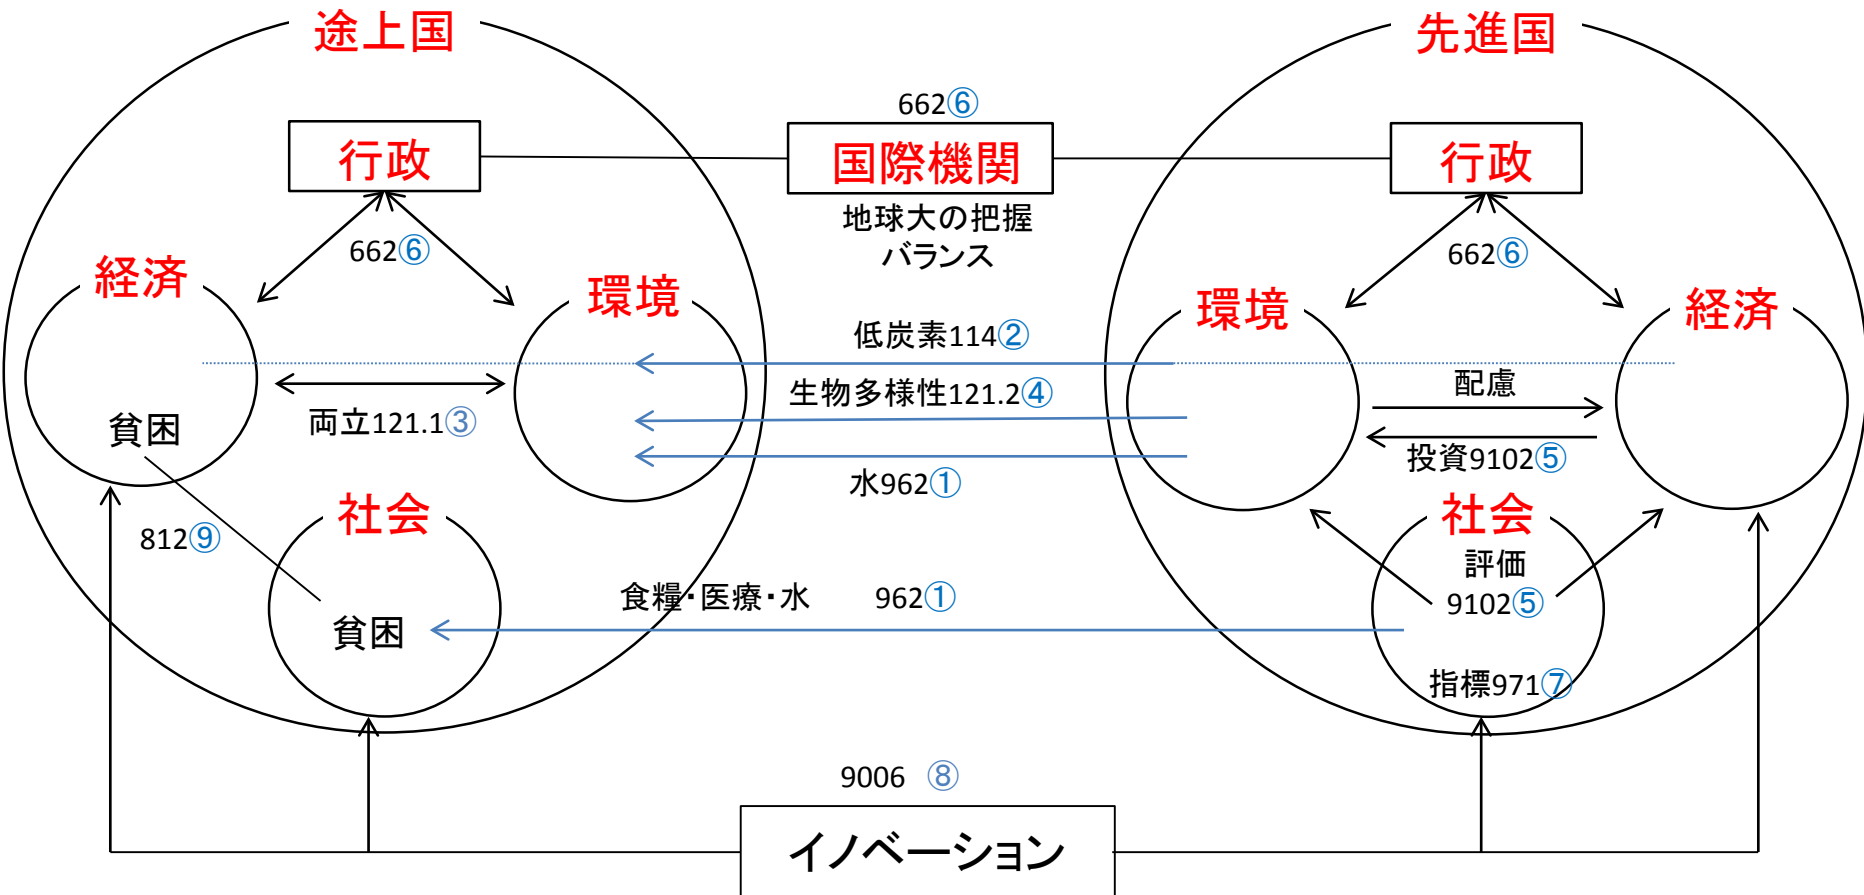 途上国
先進国
662⑥
行政
国際機関
行政
地球大の把握
バランス
662⑥
662⑥
経済
環境
環境
経済
低炭素114②
生物多様性121.2④
配慮
両立121.1③
貧困
投資9102⑤
水962①
社会
社会
812⑨
評価
食糧・医療・水 962①
9102⑤
貧困
指標971⑦
9006 ⑧
イノベーション